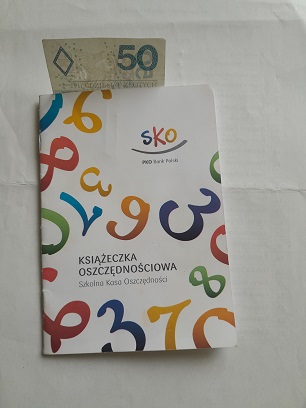 50
SKO
PKO Bank Polski
KSIĄŻECZKA
OSZCZĘDNOŚCIOWA
Szkolna Kasa Oszczędności